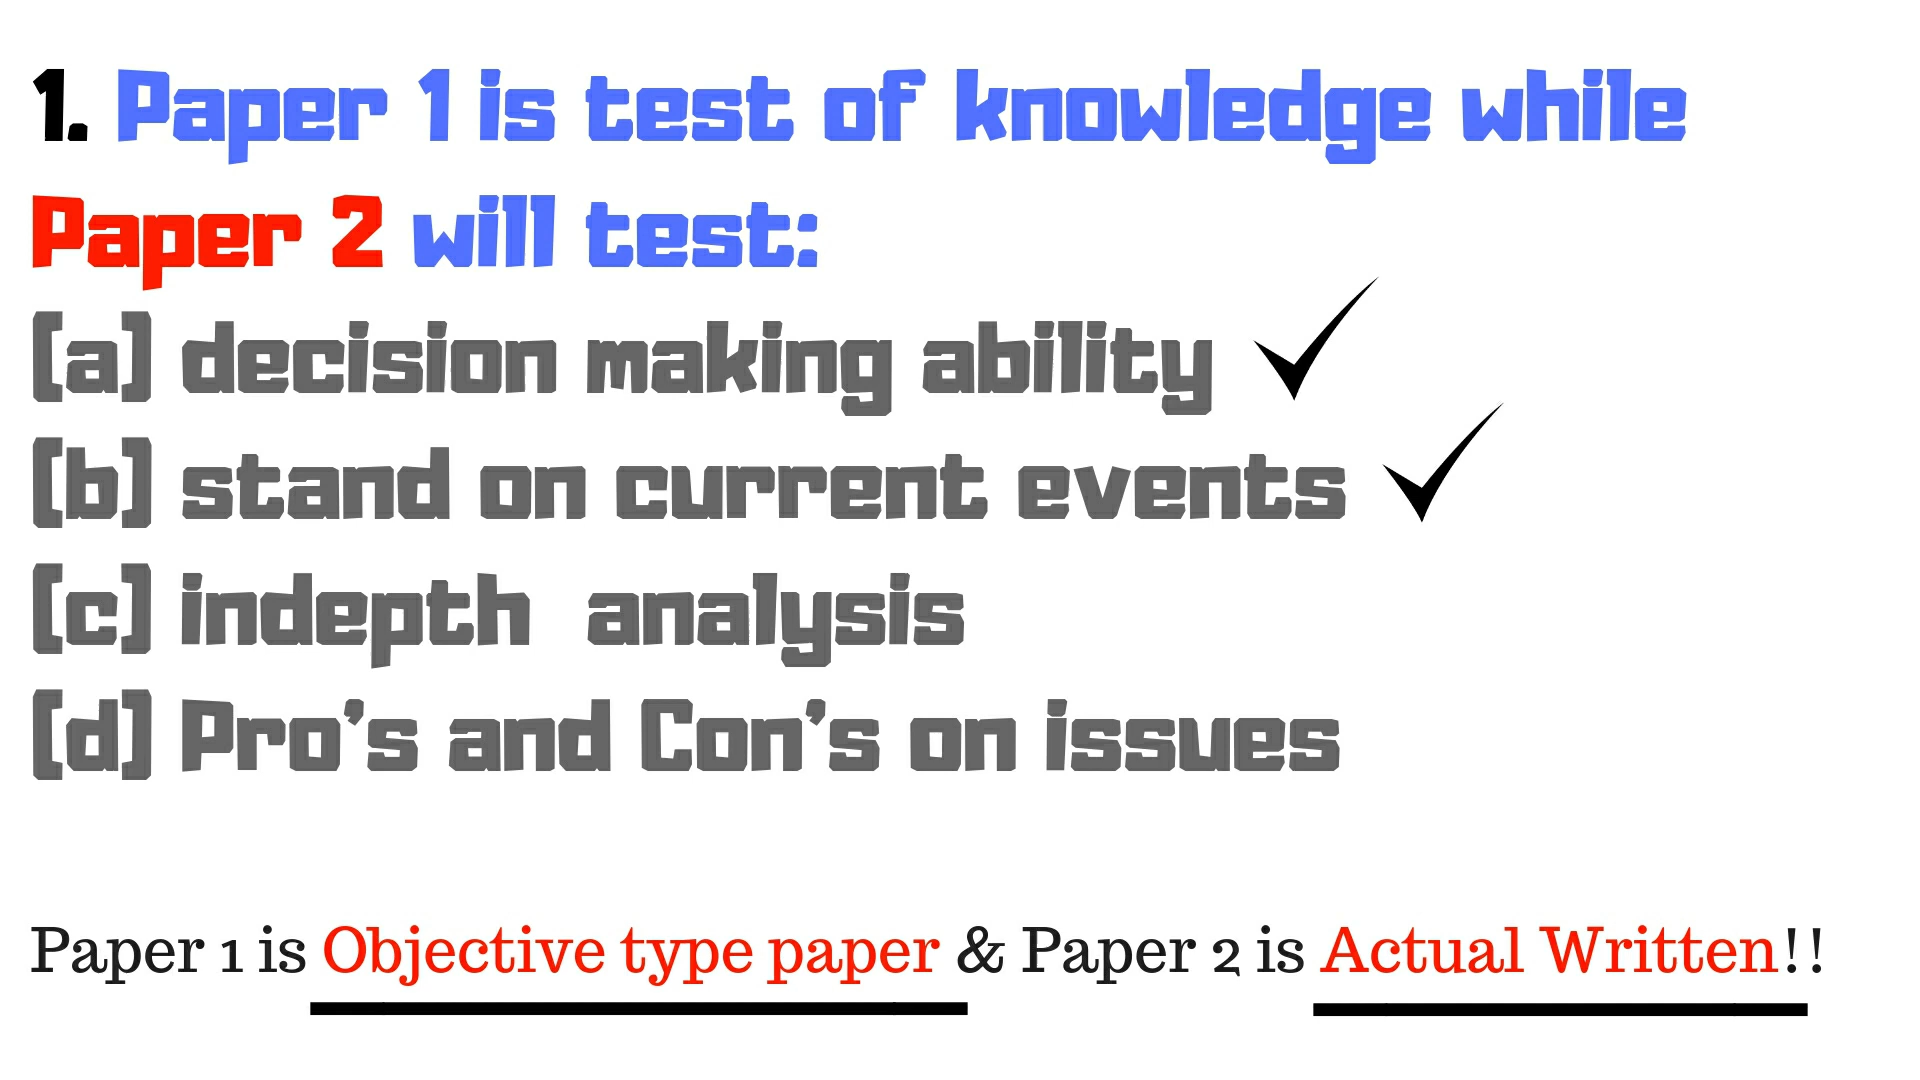 1. Paper 1 is test of knowledge while
Paper 2 will test:
(a) decision making ability
(b) stand on current events
(c) indepth analysis
(d) Pro's and Con's on issues
Paper 1 is Objective type paper & Paper 2 is Actual Written!!